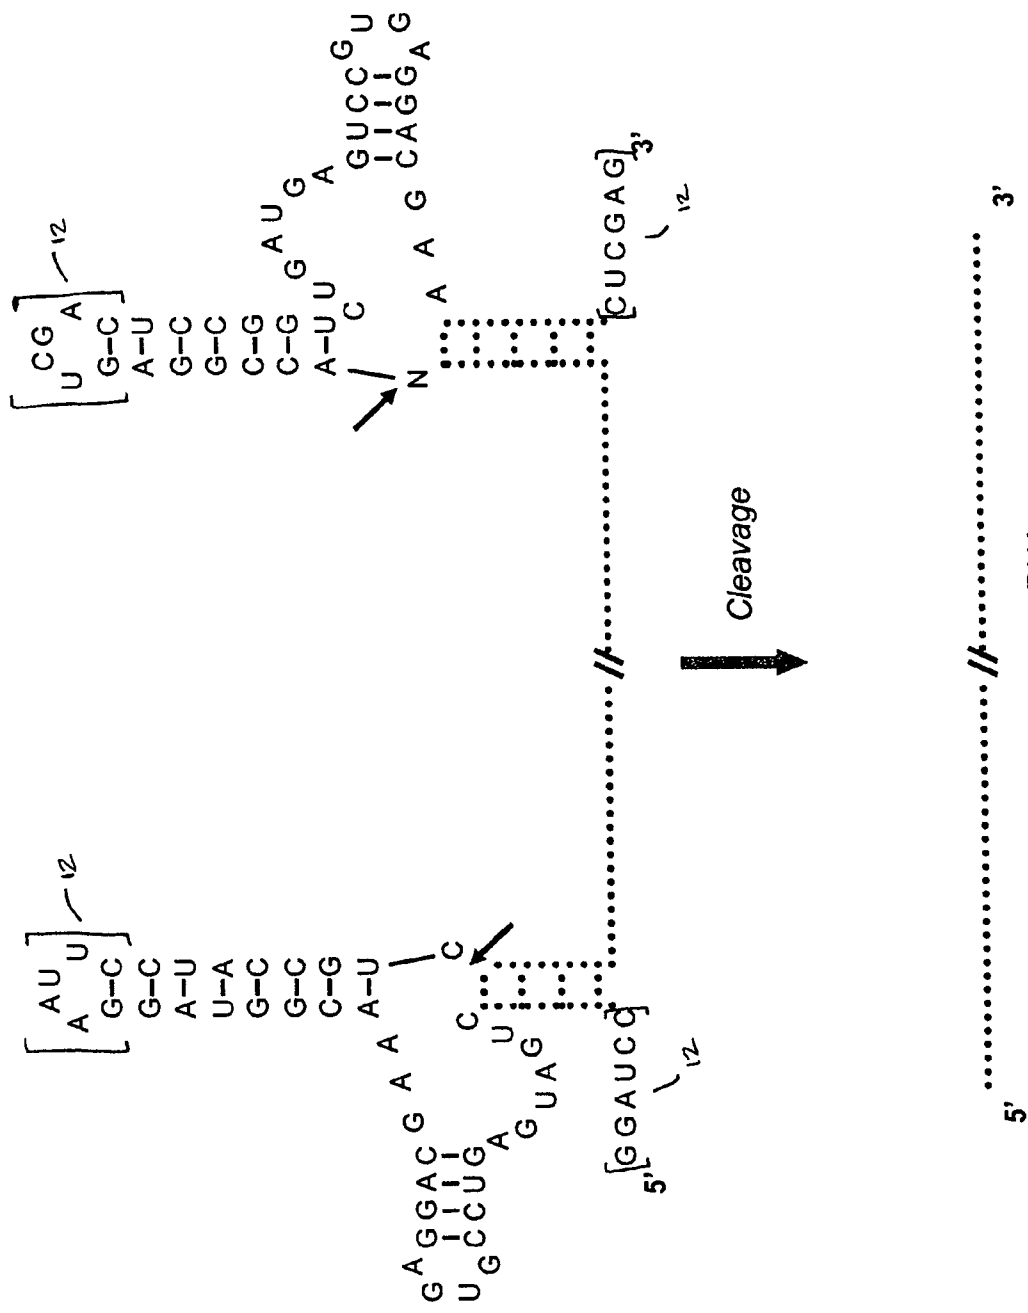 A U
A U
12
G–C
G–C
A–U
U–A
G–C
G–C
C–G
A–U
C
G A G G A C G A A
U G C C U G A G U A G U C
5' [GGAUCC]
12
U C G A
12
G–C
A–U
G–C
G–C
C–G
C–G
A–U U
C
N
G A U G A G U C C G U G
A A G C A G G A
[CUCGAG] 3'
12
Cleavage
5' 3'